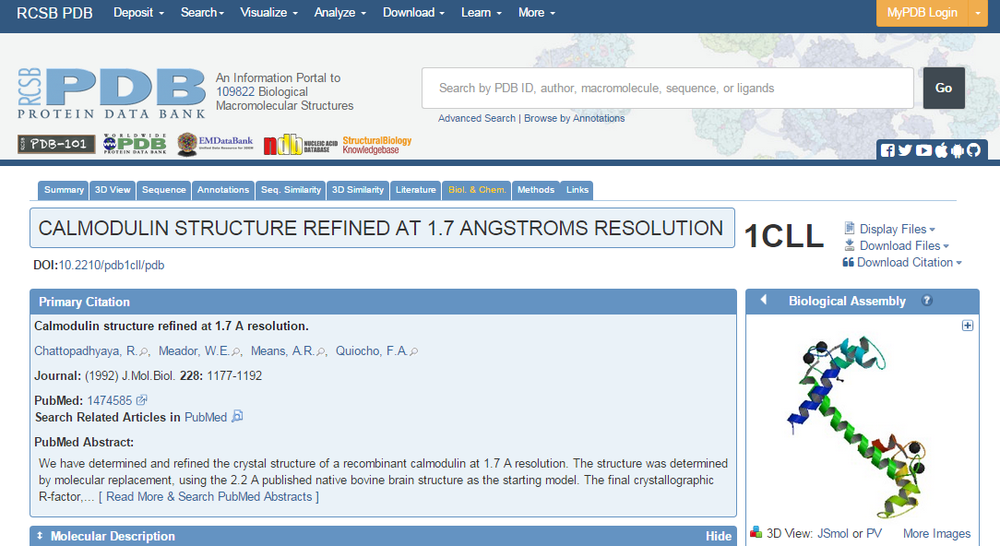 RCSB PDB Deposit Search Visualize Analyze Download Learn More MyPDB Login
RCSB PDB
PROTEIN DATA BANK
An Information Portal to
109822 Biological
Macromolecular Structures
Search by PDB ID, author, macromolecule, sequence, or ligands
Go
Advanced Search | Browse by Annotations
PDB-101
WORLDWIDE
PDB
PROTEIN DATA BANK
EMDataBank
Unified Data Resource for 3DEM
ndb NUCLEIC ACID
DATABASE
StructuralBiology
Knowledgebase
Summary 3D View Sequence Annotations Seq. Similarity 3D Similarity Literature Biol. & Chem. Methods Links
CALMODULIN STRUCTURE REFINED AT 1.7 ANGSTROMS RESOLUTION
1CLL
Display Files
Download Files
Download Citation
DOI:10.2210/pdb1cll/pdb
Primary Citation
Calmodulin structure refined at 1.7 A resolution.
Chattopadhyaya, R., Meador, W.E., Means, A.R., Quiocho, F.A.
Journal: (1992) J.Mol.Biol. 228: 1177-1192
PubMed: 1474585
Search Related Articles in PubMed
PubMed Abstract:
We have determined and refined the crystal structure of a recombinant calmodulin at 1.7 A resolution. The structure was determined
by molecular replacement, using the 2.2 A published native bovine brain structure as the starting model. The final crystallographic
R-factor,... [ Read More & Search PubMed Abstracts ]
Molecular Description Hide
Biological Assembly ?
3D View: JSmol or PV More Images